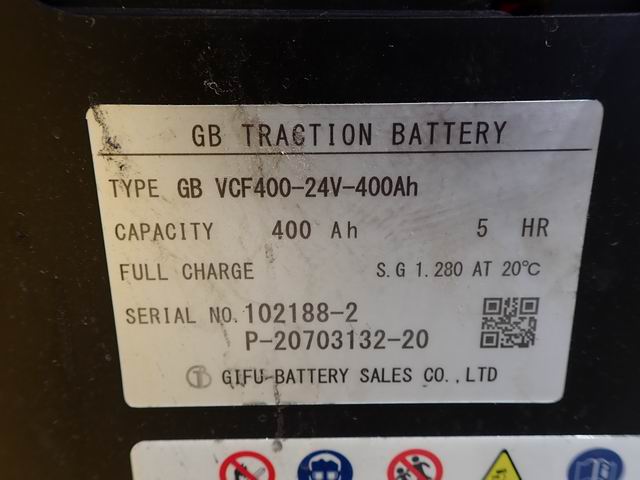 GB TRACTION BATTERY
TYPE GB VCF400-24V-400Ah
CAPACITY 400 Ah 5 HR
FULL CHARGE S.G 1.280 AT 20℃
SERIAL NO. 102188-2
P-20703132-20
GIFU-BATTERY SALES CO.,LTD